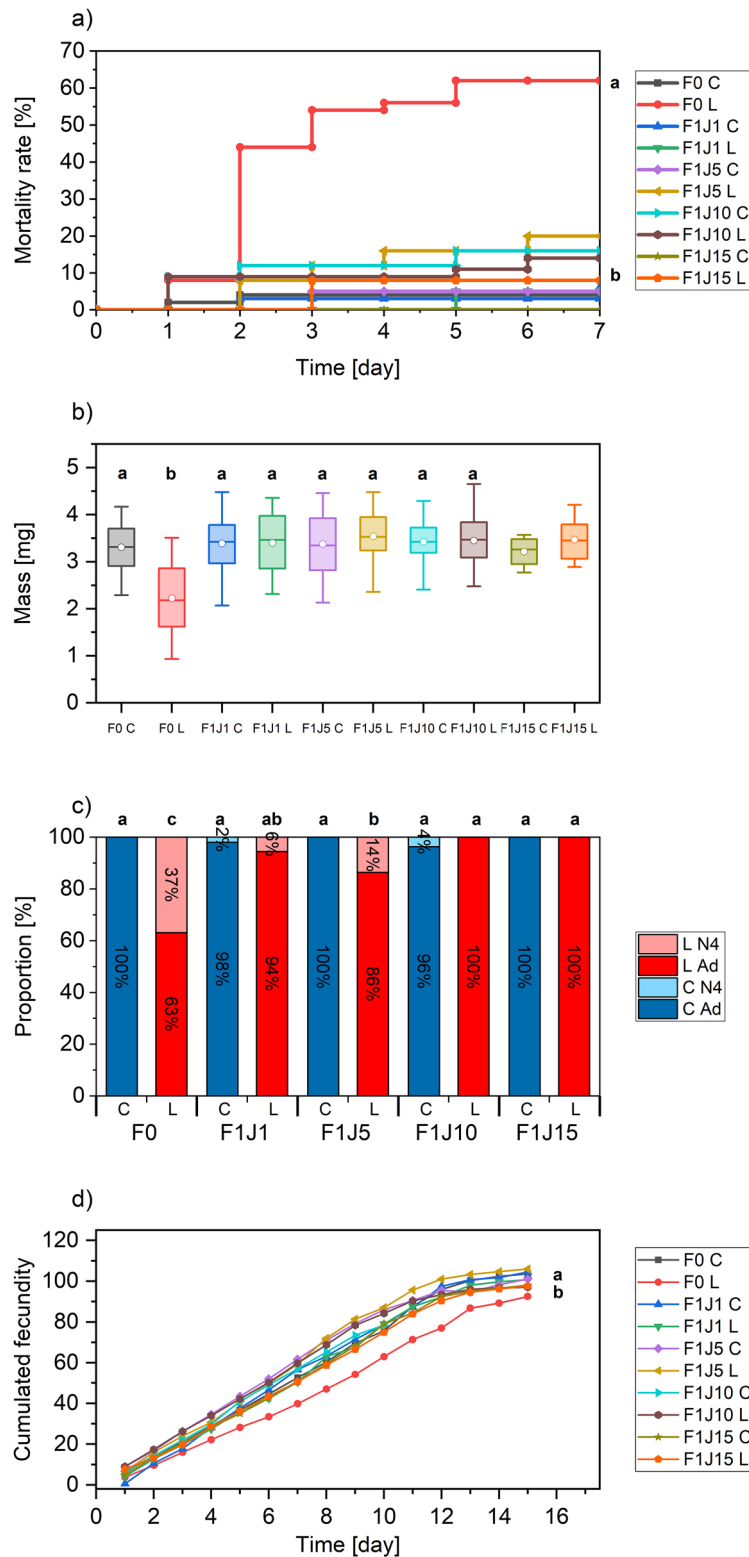 a)
70
60
50
40
30
20
10
0
Mortality rate [%]
0 1 2 3 4 5 6 7
Time [day]
a
b
F0 C
F0 L
F1J1 C
F1J1 L
F1J5 C
F1J5 L
F1J10 C
F1J10 L
F1J15 C
F1J15 L
b)
5
4
3
2
1
0
Mass [mg]
a b a a a a a a
F0 C F0 L F1J1 C F1J1 L F1J5 C F1J5 L F1J10 C F1J10 L F1J15 C F1J15 L
c)
a c a ab a b a a a a
100
80
60
40
20
0
Proportion [%]
100%
37%
63%
2%
98%
6%
94%
100%
14%
86%
4%
96%
100%
100%
100%
C L C L C L C L C L
F0 F1J1 F1J5 F1J10 F1J15
L N4
L Ad
C N4
C Ad
d)
120
100
80
60
40
20
0
Cumulated fecundity
0 2 4 6 8 10 12 14 16
Time [day]
a
b
F0 C
F0 L
F1J1 C
F1J1 L
F1J5 C
F1J5 L
F1J10 C
F1J10 L
F1J15 C
F1J15 L